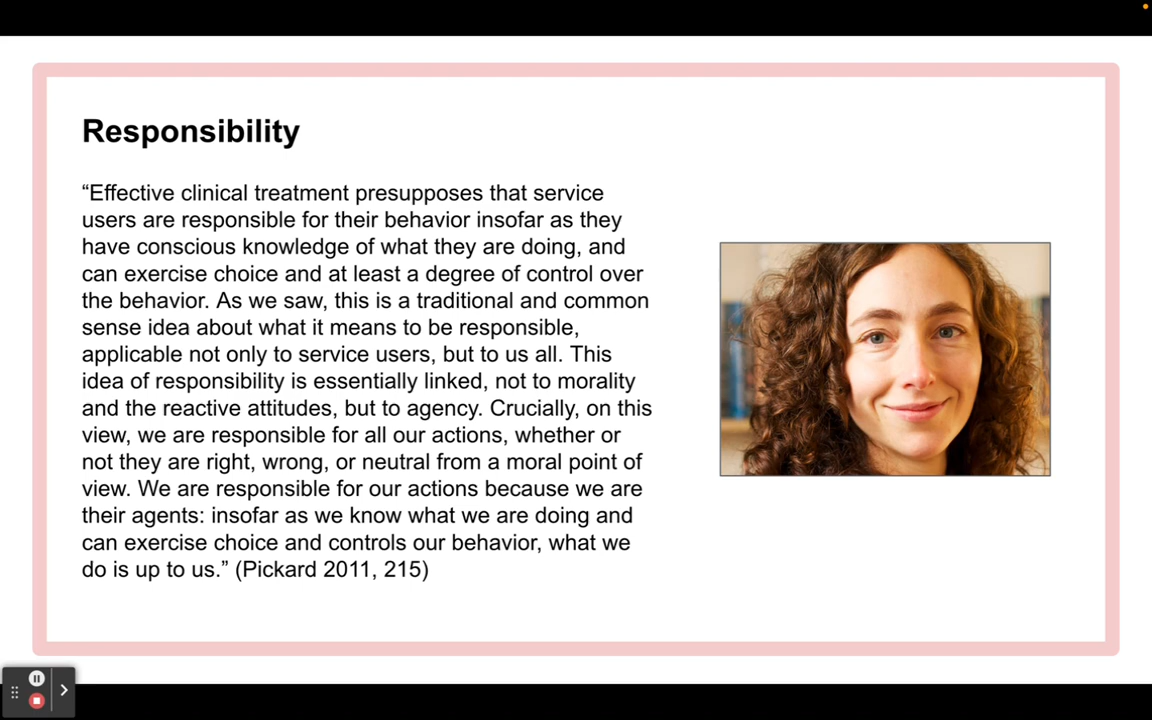 Responsibility
“Effective clinical treatment presupposes that service
users are responsible for their behavior insofar as they
have conscious knowledge of what they are doing, and
can exercise choice and at least a degree of control over
the behavior. As we saw, this is a traditional and common
sense idea about what it means to be responsible,
applicable not only to service users, but to us all. This
idea of responsibility is essentially linked, not to morality
and the reactive attitudes, but to agency. Crucially, on this
view, we are responsible for all our actions, whether or
not they are right, wrong, or neutral from a moral point of
view. We are responsible for our actions because we are
their agents: insofar as we know what we are doing and
can exercise choice and controls our behavior, what we
do is up to us.” (Pickard 2011, 215)